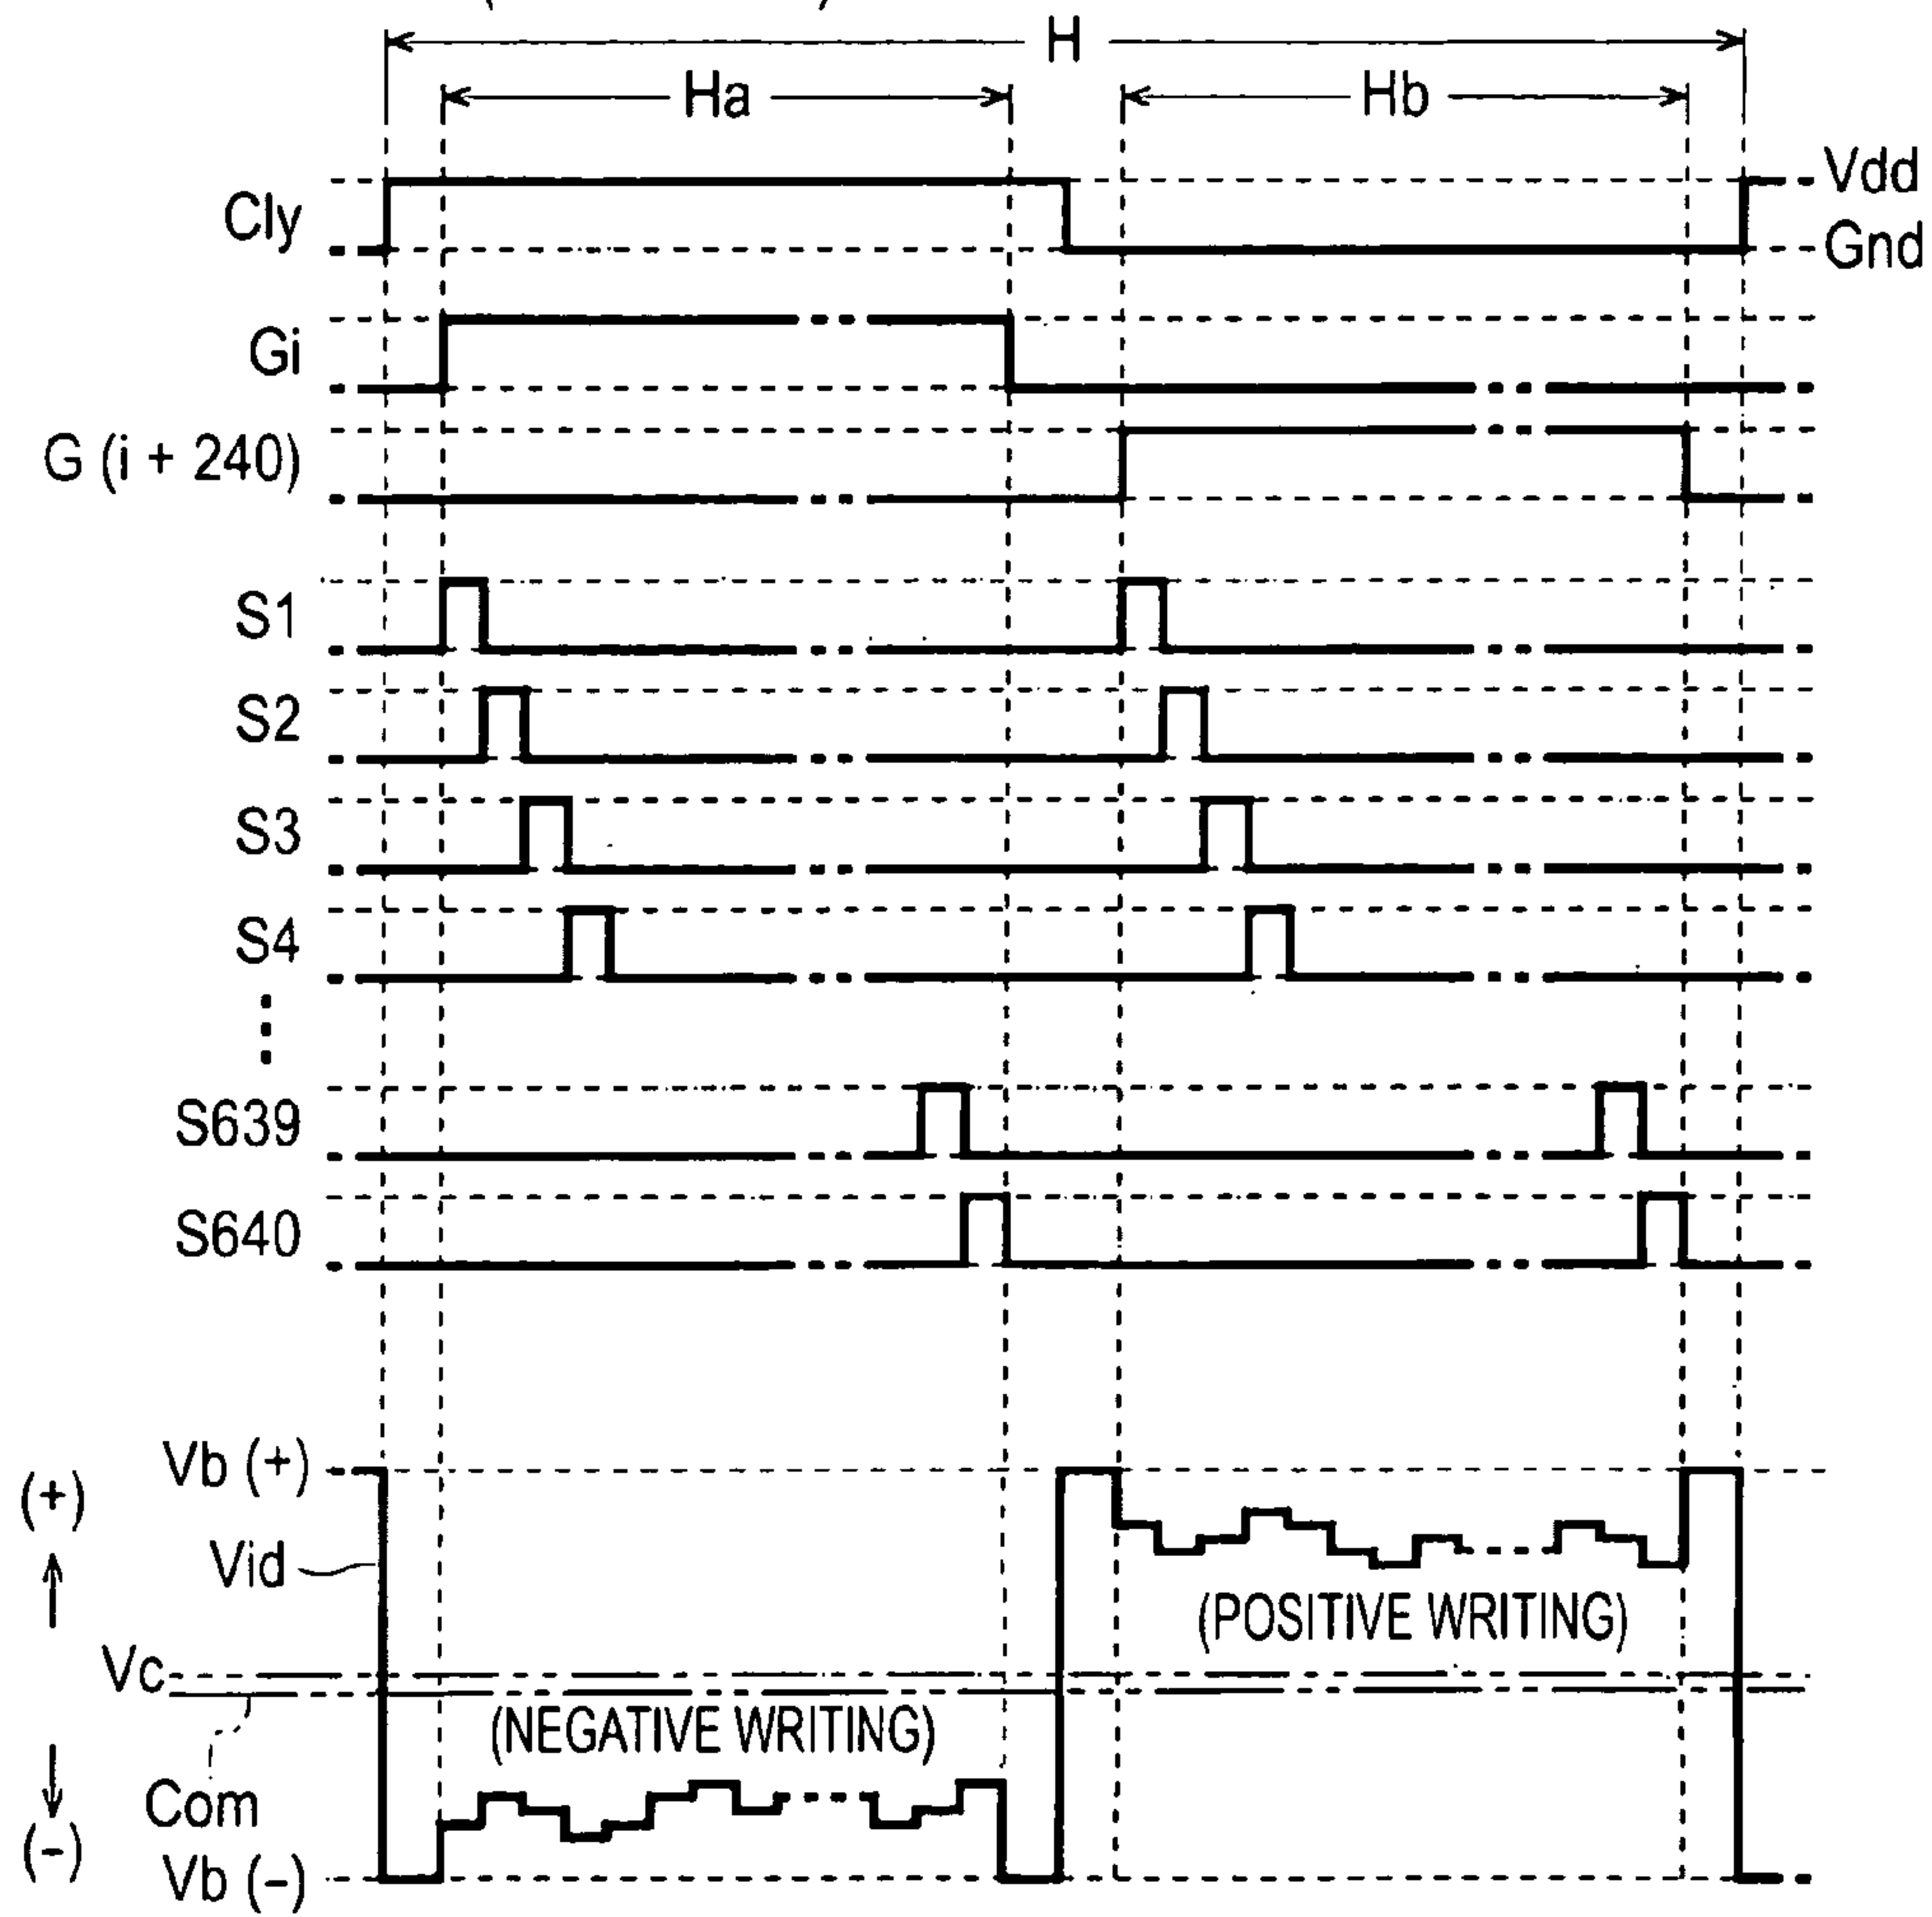 H
Ha
Hb
Cly
Vdd
Gnd
Gi
G (i + 240)
S1
S2
S3
S4
S639
S640
Vb (+)
(+)
Vid
(POSITIVE WRITING)
Vc
(NEGATIVE WRITING)
Com
(-)
Vb (-)